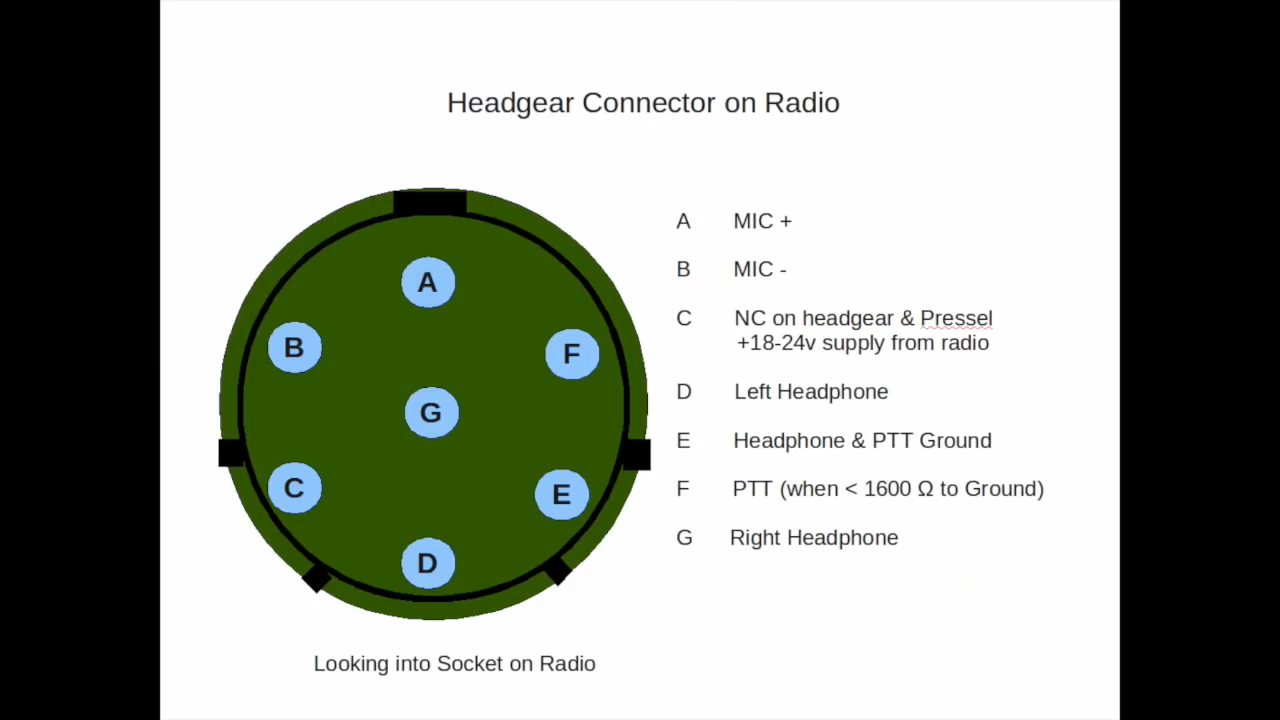 Headgear Connector on Radio
A MIC +
B MIC -
C NC on headgear & Pressel
+18-24v supply from radio
D Left Headphone
E Headphone & PTT Ground
F PTT (when < 1600 Ω to Ground)
G Right Headphone
A
B
F
G
C
E
D
Looking into Socket on Radio